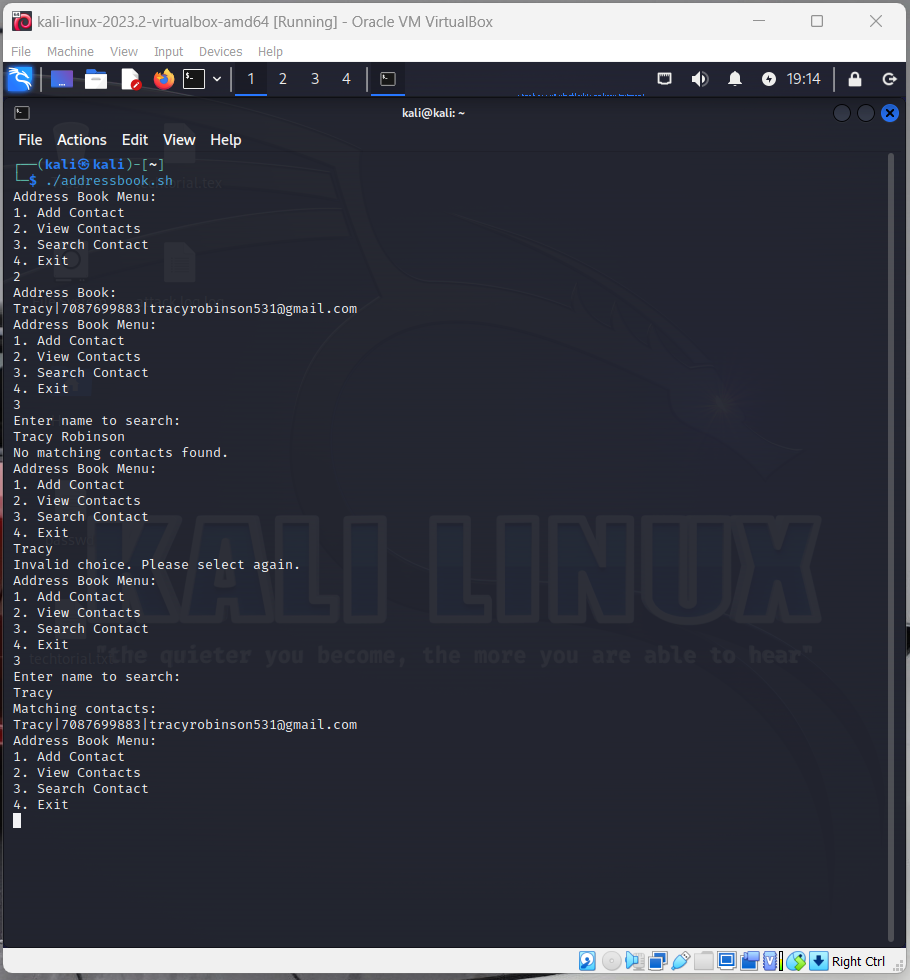 kali-linux-2023.2-virtualbox-amd64 [Running] - Oracle VM VirtualBox
File Machine View Input Devices Help
1 2 3 4 19:14
kali@kali: ~
File Actions Edit View Help
(kali㉿kali)-[~]
$ ./addressbook.sh
Address Book Menu:
1. Add Contact
2. View Contacts
3. Search Contact
4. Exit
2
Address Book:
Tracy|7087699883|tracyrobinson531@gmail.com
Address Book Menu:
1. Add Contact
2. View Contacts
3. Search Contact
4. Exit
3
Enter name to search:
Tracy Robinson
No matching contacts found.
Address Book Menu:
1. Add Contact
2. View Contacts
3. Search Contact
4. Exit
Tracy
Invalid choice. Please select again.
Address Book Menu:
1. Add Contact
2. View Contacts
3. Search Contact
4. Exit
3
Enter name to search:
Tracy
Matching contacts:
Tracy|7087699883|tracyrobinson531@gmail.com
Address Book Menu:
1. Add Contact
2. View Contacts
3. Search Contact
4. Exit
KALI LINUX
"the quieter you become, the more you are able to hear"
Right Ctrl